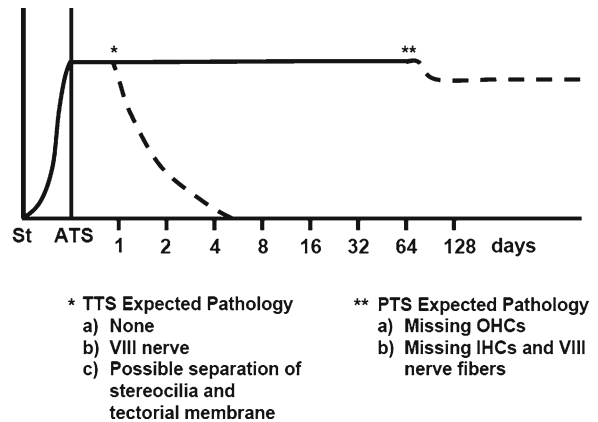 * **
St ATS 1 2 4 8 16 32 64 128 days
* TTS Expected Pathology
a) None
b) VIII nerve
c) Possible separation of
stereocilia and
tectorial membrane
** PTS Expected Pathology
a) Missing OHCs
b) Missing IHCs and VIII
nerve fibers